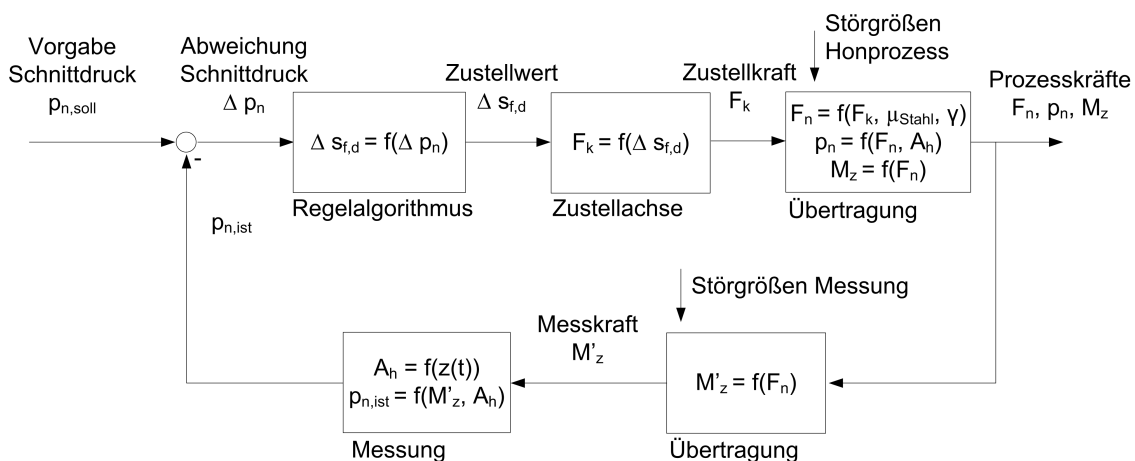 Vorgabe
Schnittdruck
p_n,soll
Abweichung
Schnittdruck
Δ p_n
Δ s_f,d = f(Δ p_n)
Regelalgorithmus
Zustellwert
Δ s_f,d
F_k = f(Δ s_f,d)
Zustellachse
Zustellkraft
F_k
Störgrößen
Honprozess
F_n = f(F_k, μ_Stahl, γ)
p_n = f(F_n, A_h)
M_z = f(F_n)
Übertragung
Prozesskräfte
F_n, p_n, M_z
-
p_n,ist
Störgrößen Messung
Messkraft
M'_z
A_h = f(z(t))
p_n,ist = f(M'_z, A_h)
Messung
M'_z = f(F_n)
Übertragung